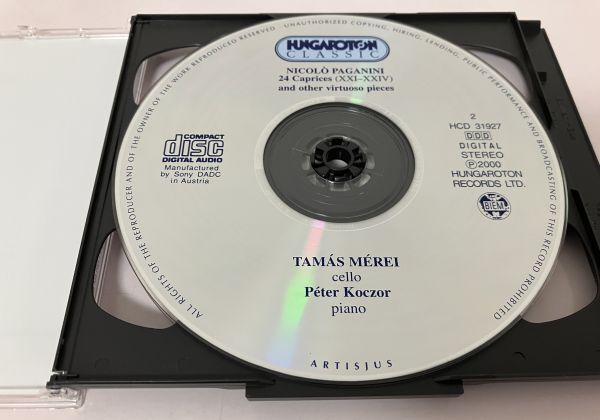 HUNGAROTON
CLASSIC
NICOLÒ PAGANINI
24 Caprices (XXI–XXIV)
and other virtuoso pieces
COMPACT
disc
DIGITAL AUDIO
Manufactured
by Sony DADC
in Austria
2
HCD 31927
DDD
DIGITAL
STEREO
Ⓟ2000
HUNGAROTON
RECORDS LTD.
BIEM
TAMÁS MÉREI
cello
Péter Koczor
piano
ARTISJUS
ALL RIGHTS OF THE REPRODUCER AND OF THE OWNER OF THE WORK REPRODUCED RESERVED · UNAUTHORIZED COPYING, HIRING, LENDING, PUBLIC PERFORMANCE AND BROADCASTING OF THIS RECORD PROHIBITED